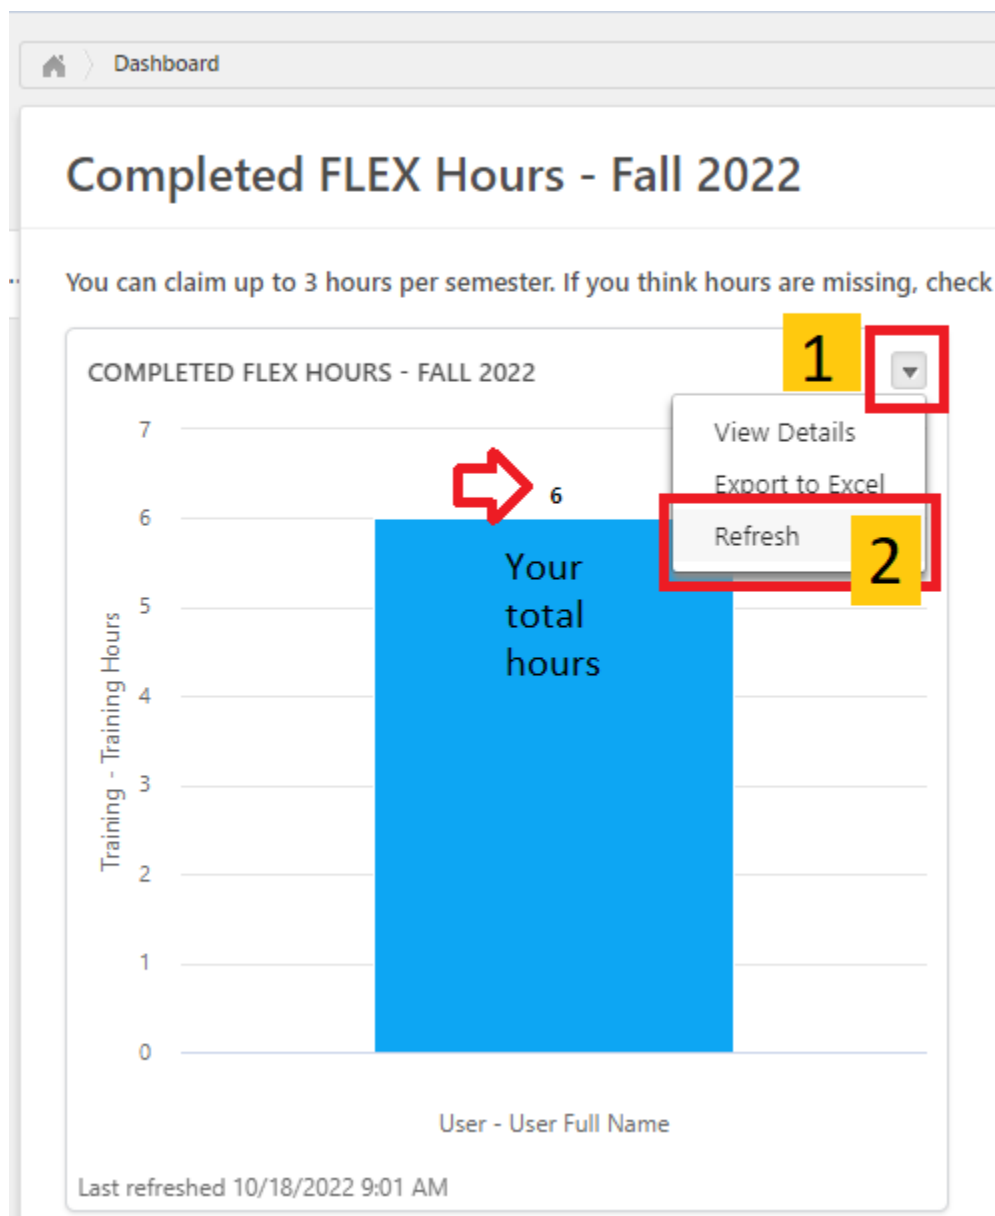 Dashboard
Completed FLEX Hours - Fall 2022
You can claim up to 3 hours per semester. If you think hours are missing, check
COMPLETED FLEX HOURS - FALL 2022
1
View Details
Export to Excel
Refresh
2
7
6
5
4
3
2
1
0
6
Your
total
hours
Training - Training Hours
User - User Full Name
Last refreshed 10/18/2022 9:01 AM